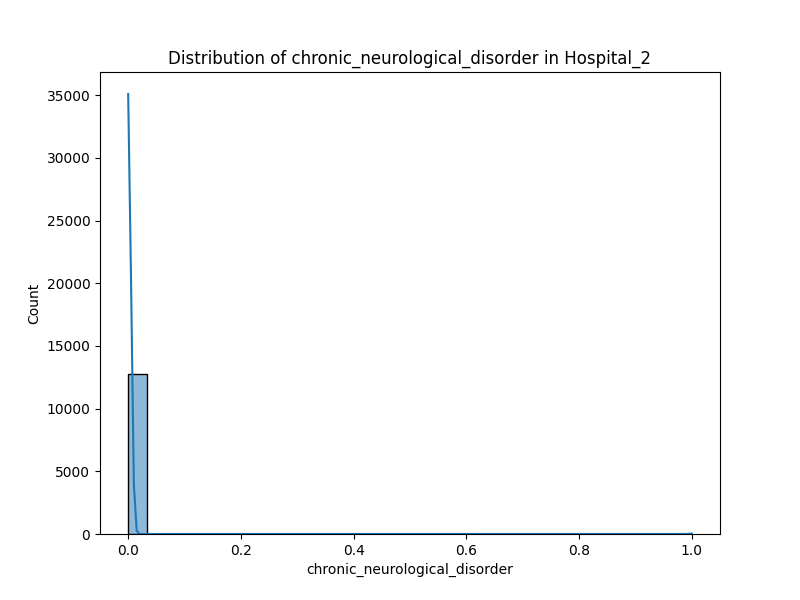 Distribution of chronic_neurological_disorder in Hospital_2
35000
30000
25000
20000
15000
10000
5000
0
Count
0.0 0.2 0.4 0.6 0.8 1.0
chronic_neurological_disorder